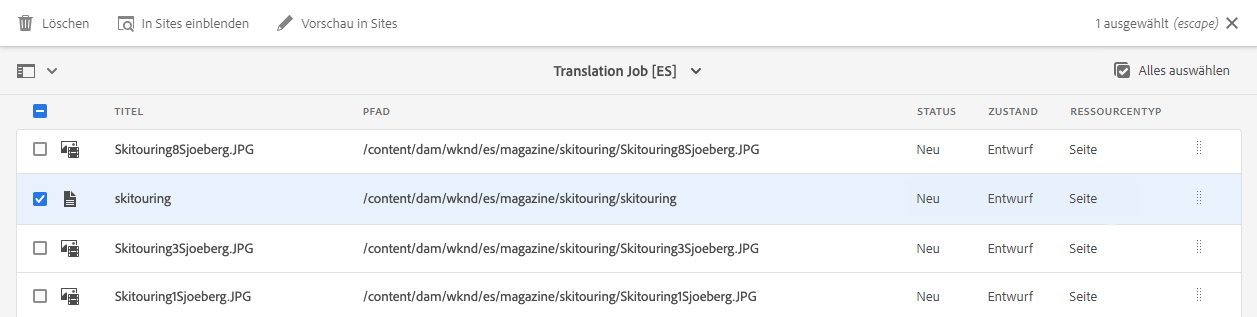 Löschen In Sites einblenden Vorschau in Sites 1 ausgewählt (escape)
Translation Job [ES] Alles auswählen
TITEL PFAD STATUS ZUSTAND RESSOURCENTYP
Skitouring8Sjoeberg.JPG /content/dam/wknd/es/magazine/skitouring/Skitouring8Sjoeberg.JPG Neu Entwurf Seite
skitouring /content/dam/wknd/es/magazine/skitouring/skitouring Neu Entwurf Seite
Skitouring3Sjoeberg.JPG /content/dam/wknd/es/magazine/skitouring/Skitouring3Sjoeberg.JPG Neu Entwurf Seite
Skitouring1Sjoeberg.JPG /content/dam/wknd/es/magazine/skitouring/Skitouring1Sjoeberg.JPG Neu Entwurf Seite